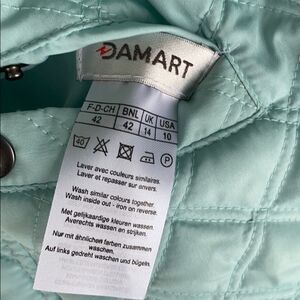 DAMART
F-D-CH BNL UK USA
42 42 14 10
40 P
Laver avec couleurs similaires.
Laver et repasser sur envers.
Wash similar colours together.
Wash inside out - iron on reverse.
Met gelijkaardige kleuren wassen.
Averechts wassen en strijken.
Nur mit ähnlichen farben zusammen
waschen.
Auf links gedreht waschen und bügeln.